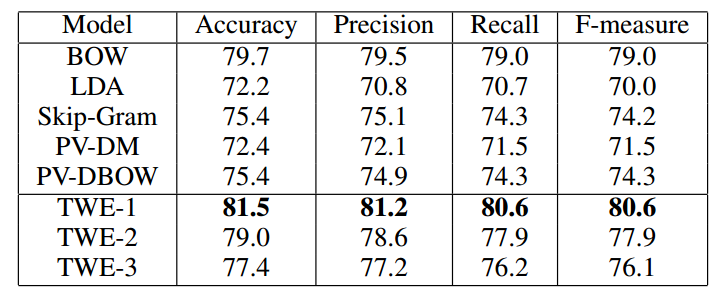 Model Accuracy Precision Recall F-measure
BOW 79.7 79.5 79.0 79.0
LDA 72.2 70.8 70.7 70.0
Skip-Gram 75.4 75.1 74.3 74.2
PV-DM 72.4 72.1 71.5 71.5
PV-DBOW 75.4 74.9 74.3 74.3
TWE-1 81.5 81.2 80.6 80.6
TWE-2 79.0 78.6 77.9 77.9
TWE-3 77.4 77.2 76.2 76.1